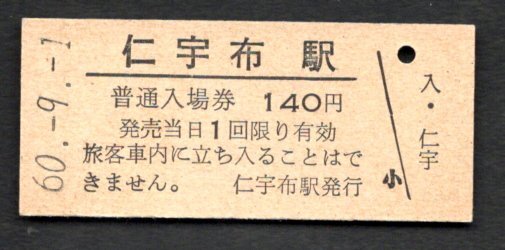 60.-9.-1
仁宇布駅
普通入場券 140円
発売当日1回限り有効
旅客車内に立ち入ることはで
きません。 仁宇布駅発行
小
入・仁宇